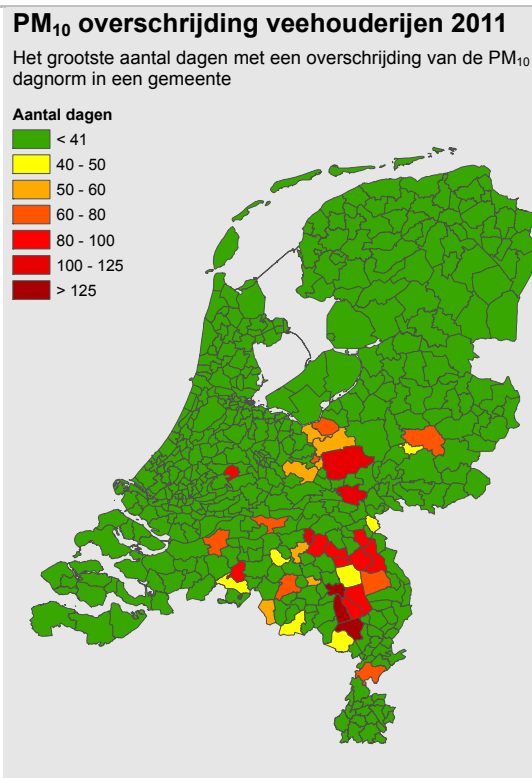 PM₁₀ overschrijding veehouderijen 2011
Het grootste aantal dagen met een overschrijding van de PM₁₀
dagnorm in een gemeente
Aantal dagen
< 41
40 - 50
50 - 60
60 - 80
80 - 100
100 - 125
> 125